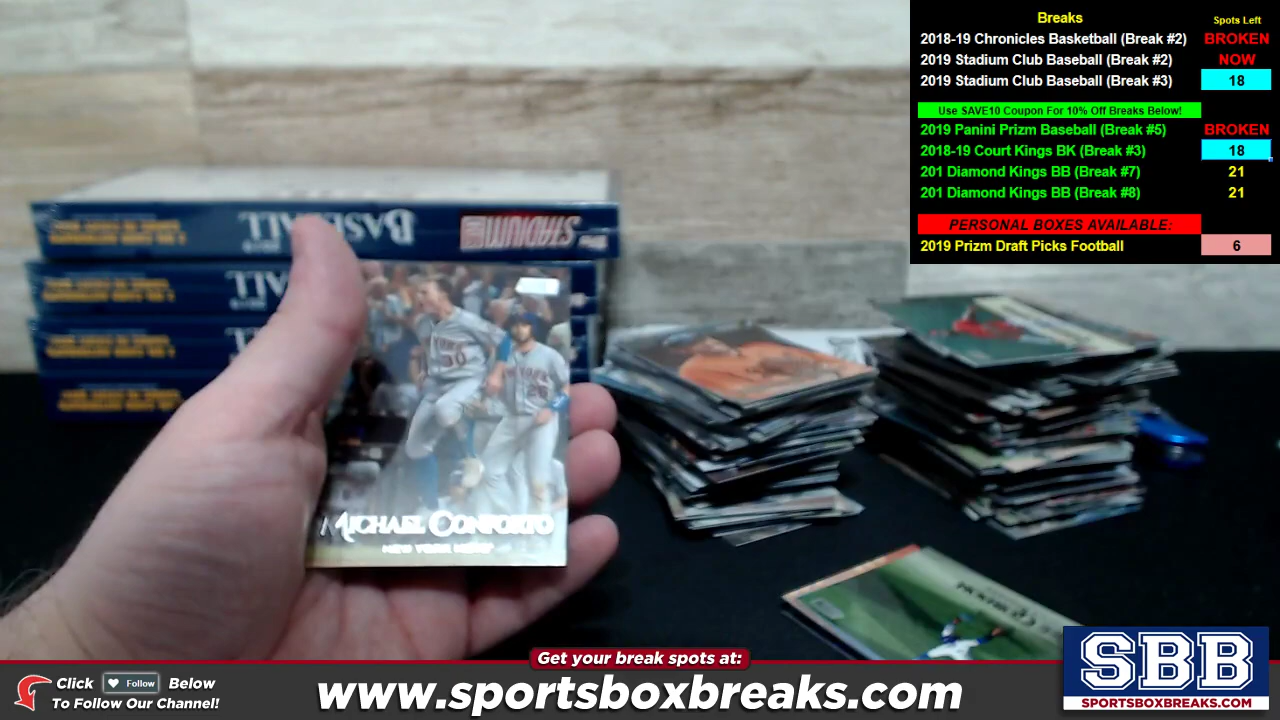 Breaks Spots Left
2018-19 Chronicles Basketball (Break #2) BROKEN
2019 Stadium Club Baseball (Break #2) NOW
2019 Stadium Club Baseball (Break #3) 18
Use SAVE10 Coupon For 10% Off Breaks Below!
2019 Panini Prizm Baseball (Break #5) BROKEN
2018-19 Court Kings BK (Break #3) 18
201 Diamond Kings BB (Break #7) 21
201 Diamond Kings BB (Break #8) 21
PERSONAL BOXES AVAILABLE:
2019 Prizm Draft Picks Football 6
BASEBALL STADIUM
MICHAEL CONFORTO
NEW YORK METS
Get your break spots at:
Click Follow Below
To Follow Our Channel!
www.sportsboxbreaks.com
SBB
SPORTSBOXBREAKS.COM